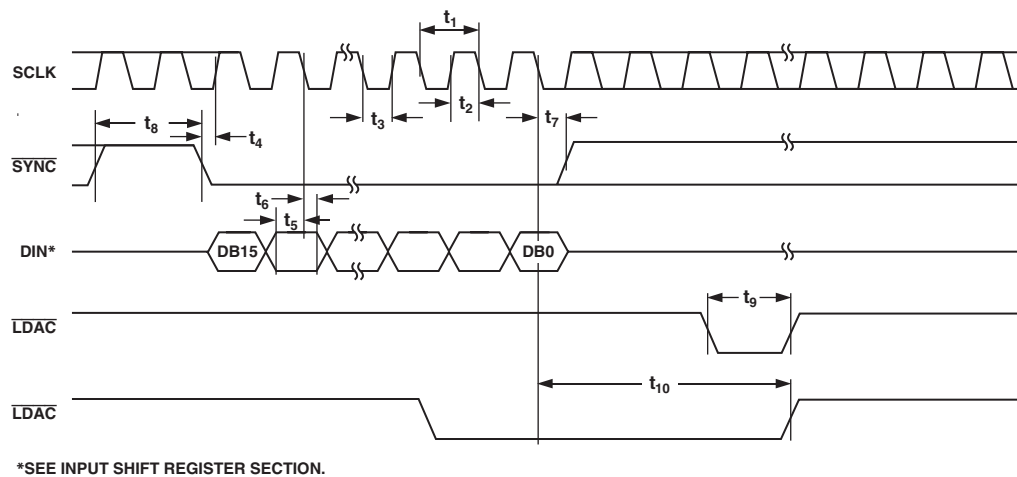 t1
SCLK
t2
t3
t7
t8
t4
SYNC
t6
t5
DIN*
DB15
DB0
t9
LDAC
t10
LDAC
*SEE INPUT SHIFT REGISTER SECTION.